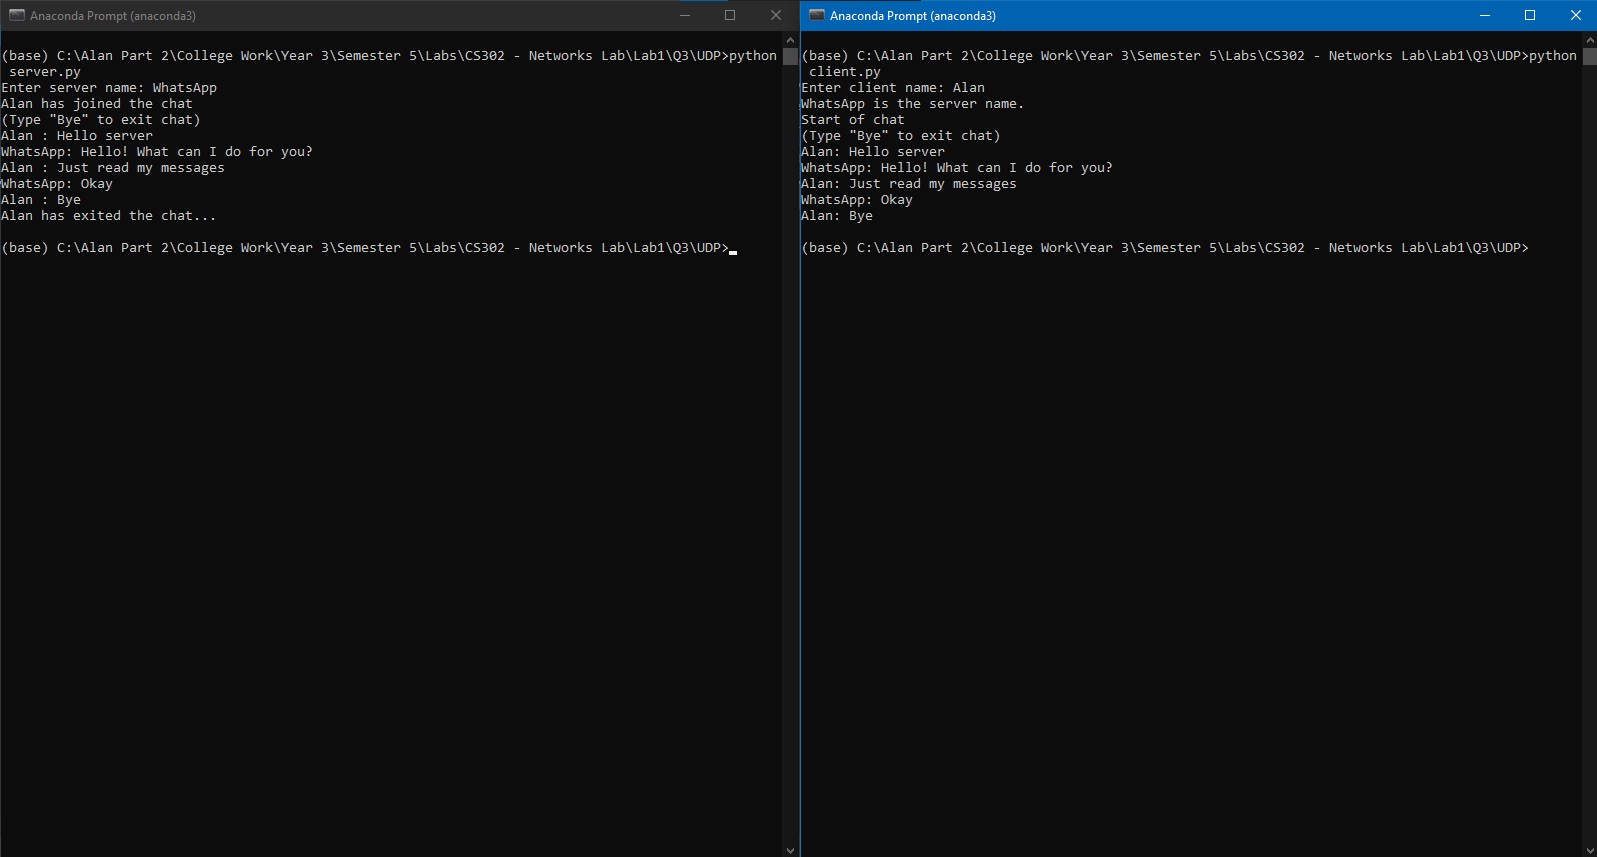 Anaconda Prompt (anaconda3)
(base) C:\Alan Part 2\College Work\Year 3\Semester 5\Labs\CS302 - Networks Lab\Lab1\Q3\UDP>python
 server.py
Enter server name: WhatsApp
Alan has joined the chat
(Type "Bye" to exit chat)
Alan : Hello server
WhatsApp: Hello! What can I do for you?
Alan : Just read my messages
WhatsApp: Okay
Alan : Bye
Alan has exited the chat...
(base) C:\Alan Part 2\College Work\Year 3\Semester 5\Labs\CS302 - Networks Lab\Lab1\Q3\UDP>
Anaconda Prompt (anaconda3)
(base) C:\Alan Part 2\College Work\Year 3\Semester 5\Labs\CS302 - Networks Lab\Lab1\Q3\UDP>python
 client.py
Enter client name: Alan
WhatsApp is the server name.
Start of chat
(Type "Bye" to exit chat)
Alan: Hello server
WhatsApp: Hello! What can I do for you?
Alan: Just read my messages
WhatsApp: Okay
Alan: Bye
(base) C:\Alan Part 2\College Work\Year 3\Semester 5\Labs\CS302 - Networks Lab\Lab1\Q3\UDP>